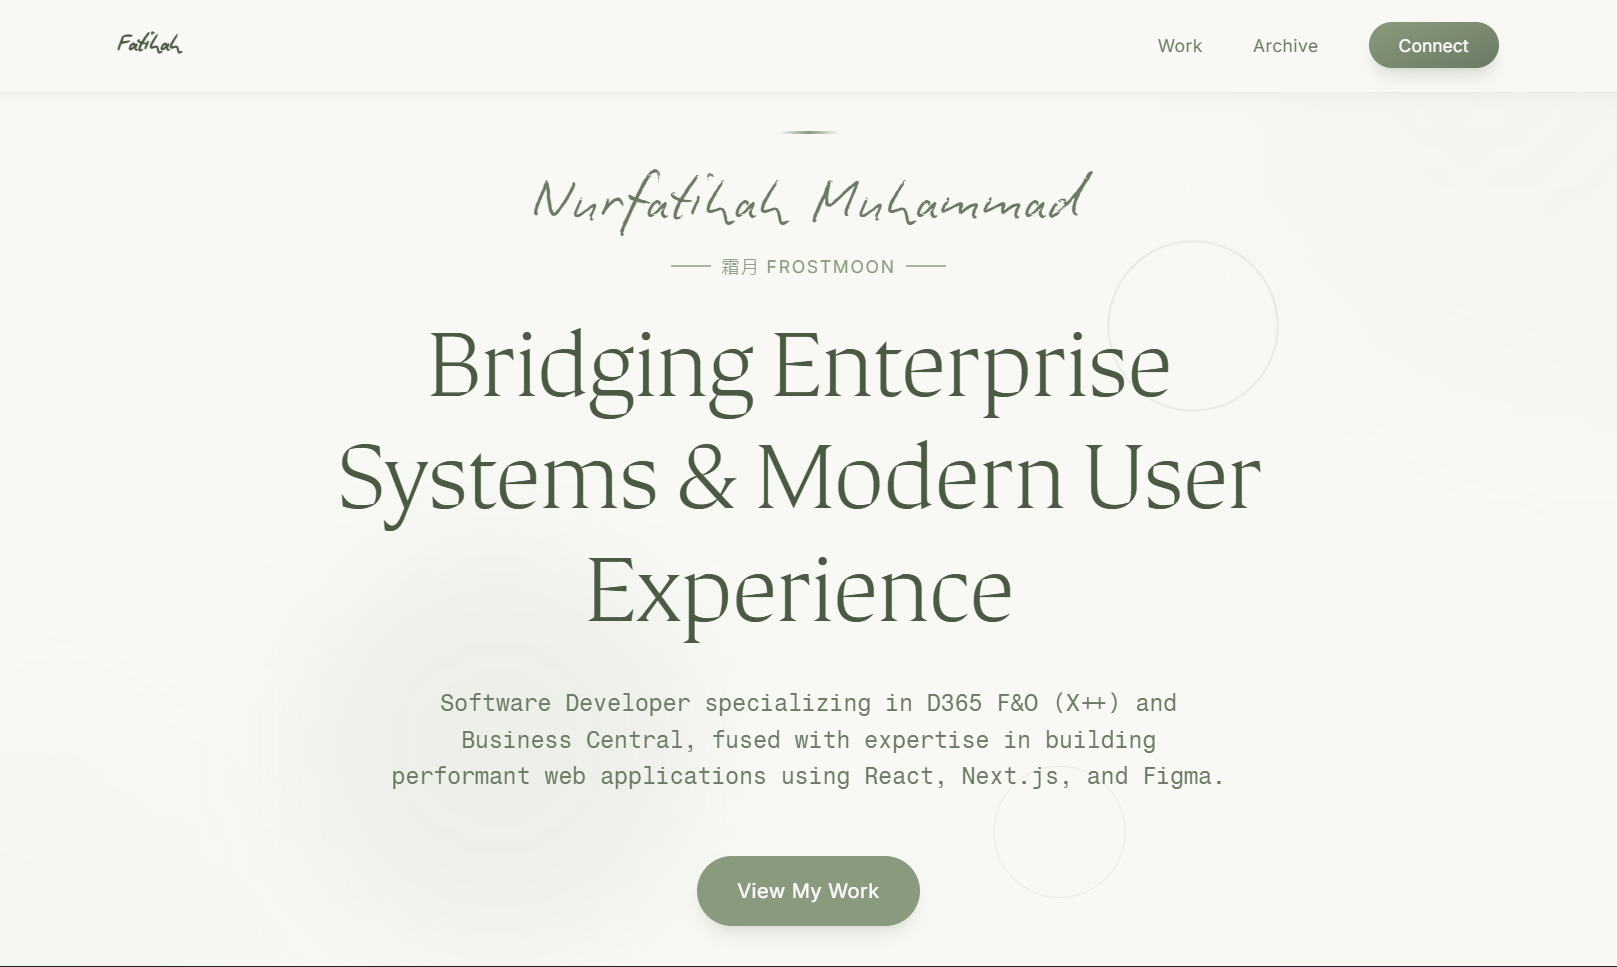 Fatihah
Work
Archive
Connect
Nurfatihah Muhammad
霜月 FROSTMOON
Bridging Enterprise
Systems & Modern User
Experience
Software Developer specializing in D365 F&O (X++) and
Business Central, fused with expertise in building
performant web applications using React, Next.js, and Figma.
View My Work